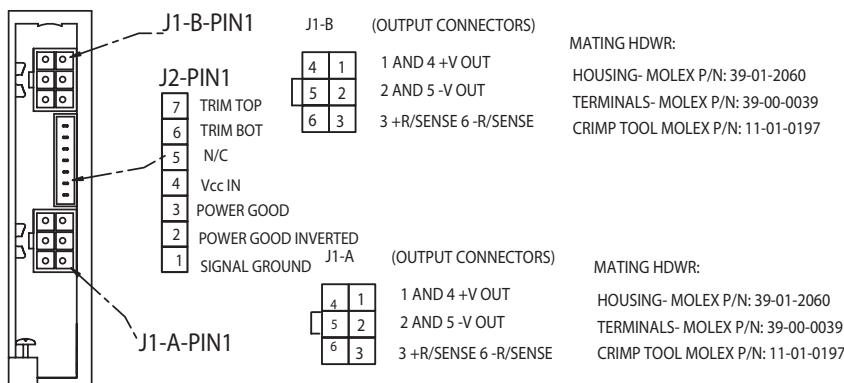 J1-B-PIN1
J1-B (OUTPUT CONNECTORS)
4 1 1 AND 4 +V OUT
5 2 2 AND 5 -V OUT
6 3 3 +R/SENSE 6 -R/SENSE
MATING HDWR:
HOUSING- MOLEX P/N: 39-01-2060
TERMINALS- MOLEX P/N: 39-00-0039
CRIMP TOOL MOLEX P/N: 11-01-0197
J2-PIN1
7 TRIM TOP
6 TRIM BOT
5 N/C
4 Vcc IN
3 POWER GOOD
2 POWER GOOD INVERTED
1 SIGNAL GROUND
J1-A (OUTPUT CONNECTORS)
4 1 1 AND 4 +V OUT
5 2 2 AND 5 -V OUT
6 3 3 +R/SENSE 6 -R/SENSE
MATING HDWR:
HOUSING- MOLEX P/N: 39-01-2060
TERMINALS- MOLEX P/N: 39-00-0039
CRIMP TOOL MOLEX P/N: 11-01-0197
J1-A-PIN1